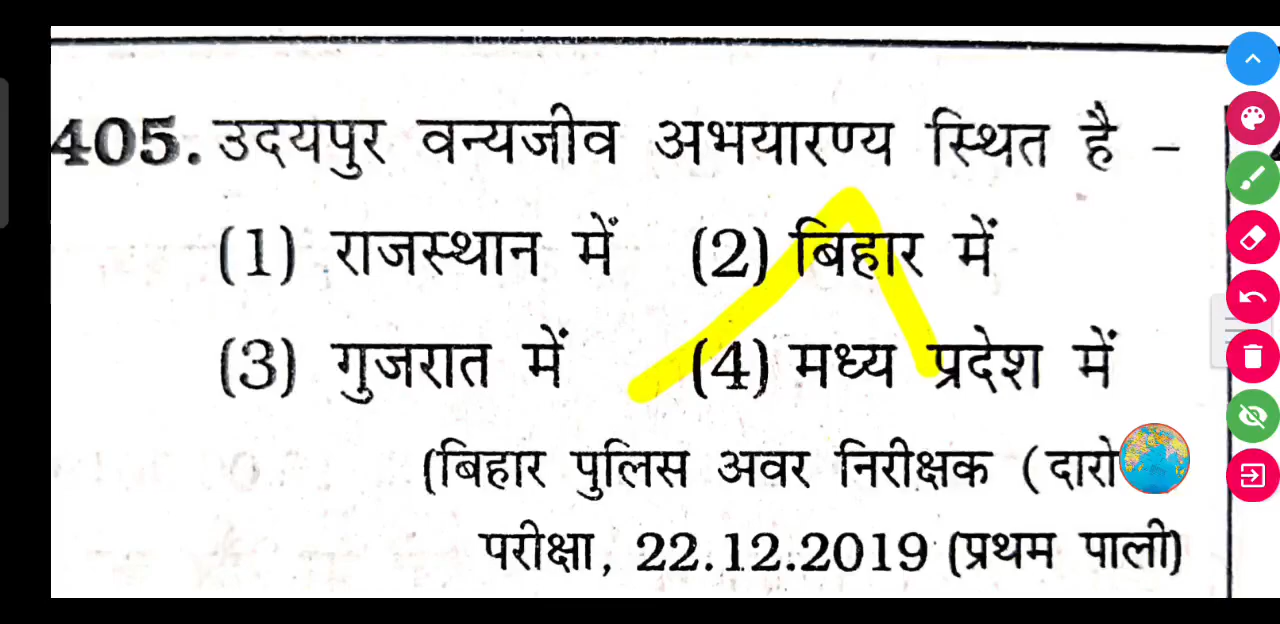 405. उदयपुर वन्यजीव अभयारण्य स्थित है -
(1) राजस्थान में (2) बिहार में
(3) गुजरात में (4) मध्य प्रदेश में
(बिहार पुलिस अवर निरीक्षक (दारो
परीक्षा, 22.12.2019 (प्रथम पाली)